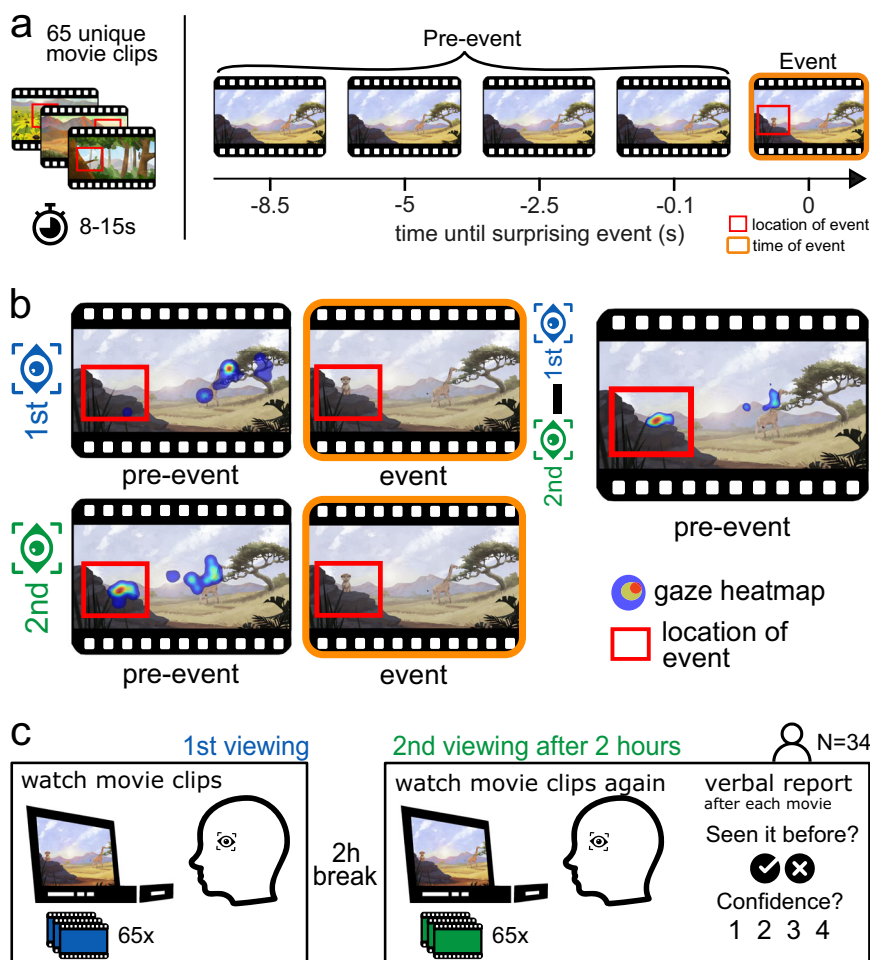 a
65 unique
movie clips
8-15s
Pre-event
Event
-8.5
-5
-2.5
-0.1
0
time until surprising event (s)
location of event
time of event
b
1st
pre-event
event
2nd
pre-event
event
1st
2nd
pre-event
gaze heatmap
location of
event
c
1st viewing
watch movie clips
65x
2h
break
2nd viewing after 2 hours
N=34
watch movie clips again
65x
verbal report
after each movie
Seen it before?
Confidence?
1 2 3 4